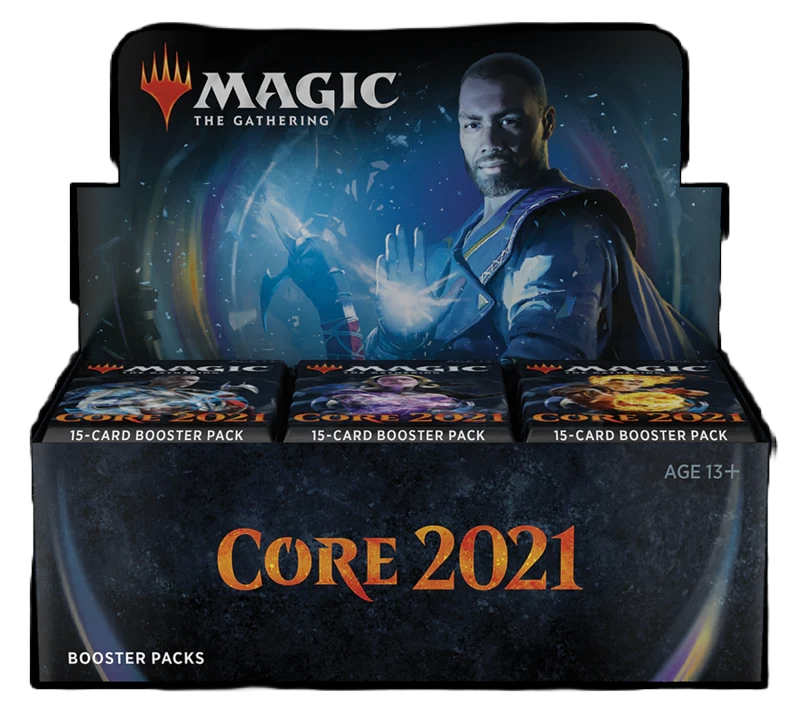 MAGIC
THE GATHERING
MAGIC
MAGIC
MAGIC
CORE 2021
CORE 2021
CORE 2021
15-CARD BOOSTER PACK
15-CARD BOOSTER PACK
15-CARD BOOSTER PACK
AGE 13+
CORE 2021
BOOSTER PACKS